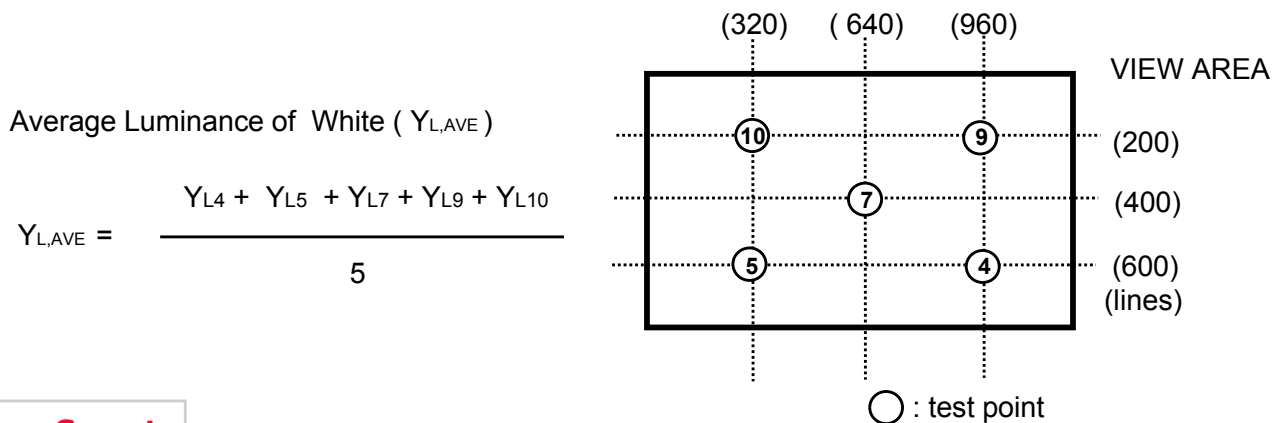 (320) ( 640) (960)
VIEW AREA
Average Luminance of White ( YL,AVE )
10 9 (200)
YL4 + YL5 + YL7 + YL9 + YL10
7 (400)
YL,AVE =
5
5 4 (600)
(lines)
: test point